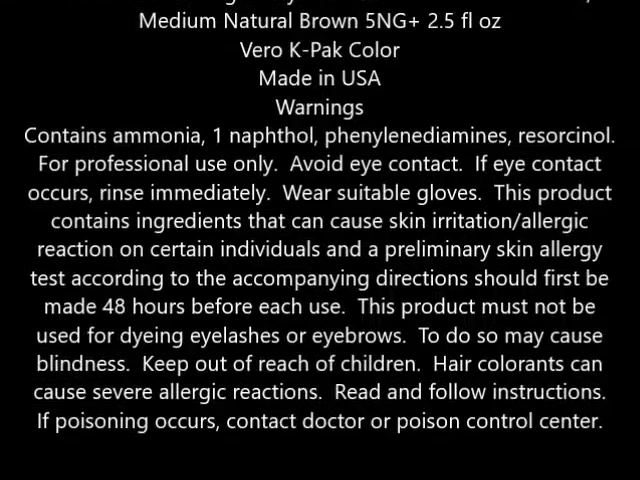 Medium Natural Brown 5NG+ 2.5 fl oz
Vero K-Pak Color
Made in USA
Warnings
Contains ammonia, 1 naphthol, phenylenediamines, resorcinol.
For professional use only.  Avoid eye contact.  If eye contact
occurs, rinse immediately.  Wear suitable gloves.  This product
contains ingredients that can cause skin irritation/allergic
reaction on certain individuals and a preliminary skin allergy
test according to the accompanying directions should first be
made 48 hours before each use.  This product must not be
used for dyeing eyelashes or eyebrows.  To do so may cause
blindness.  Keep out of reach of children.  Hair colorants can
cause severe allergic reactions.  Read and follow instructions.
If poisoning occurs, contact doctor or poison control center.